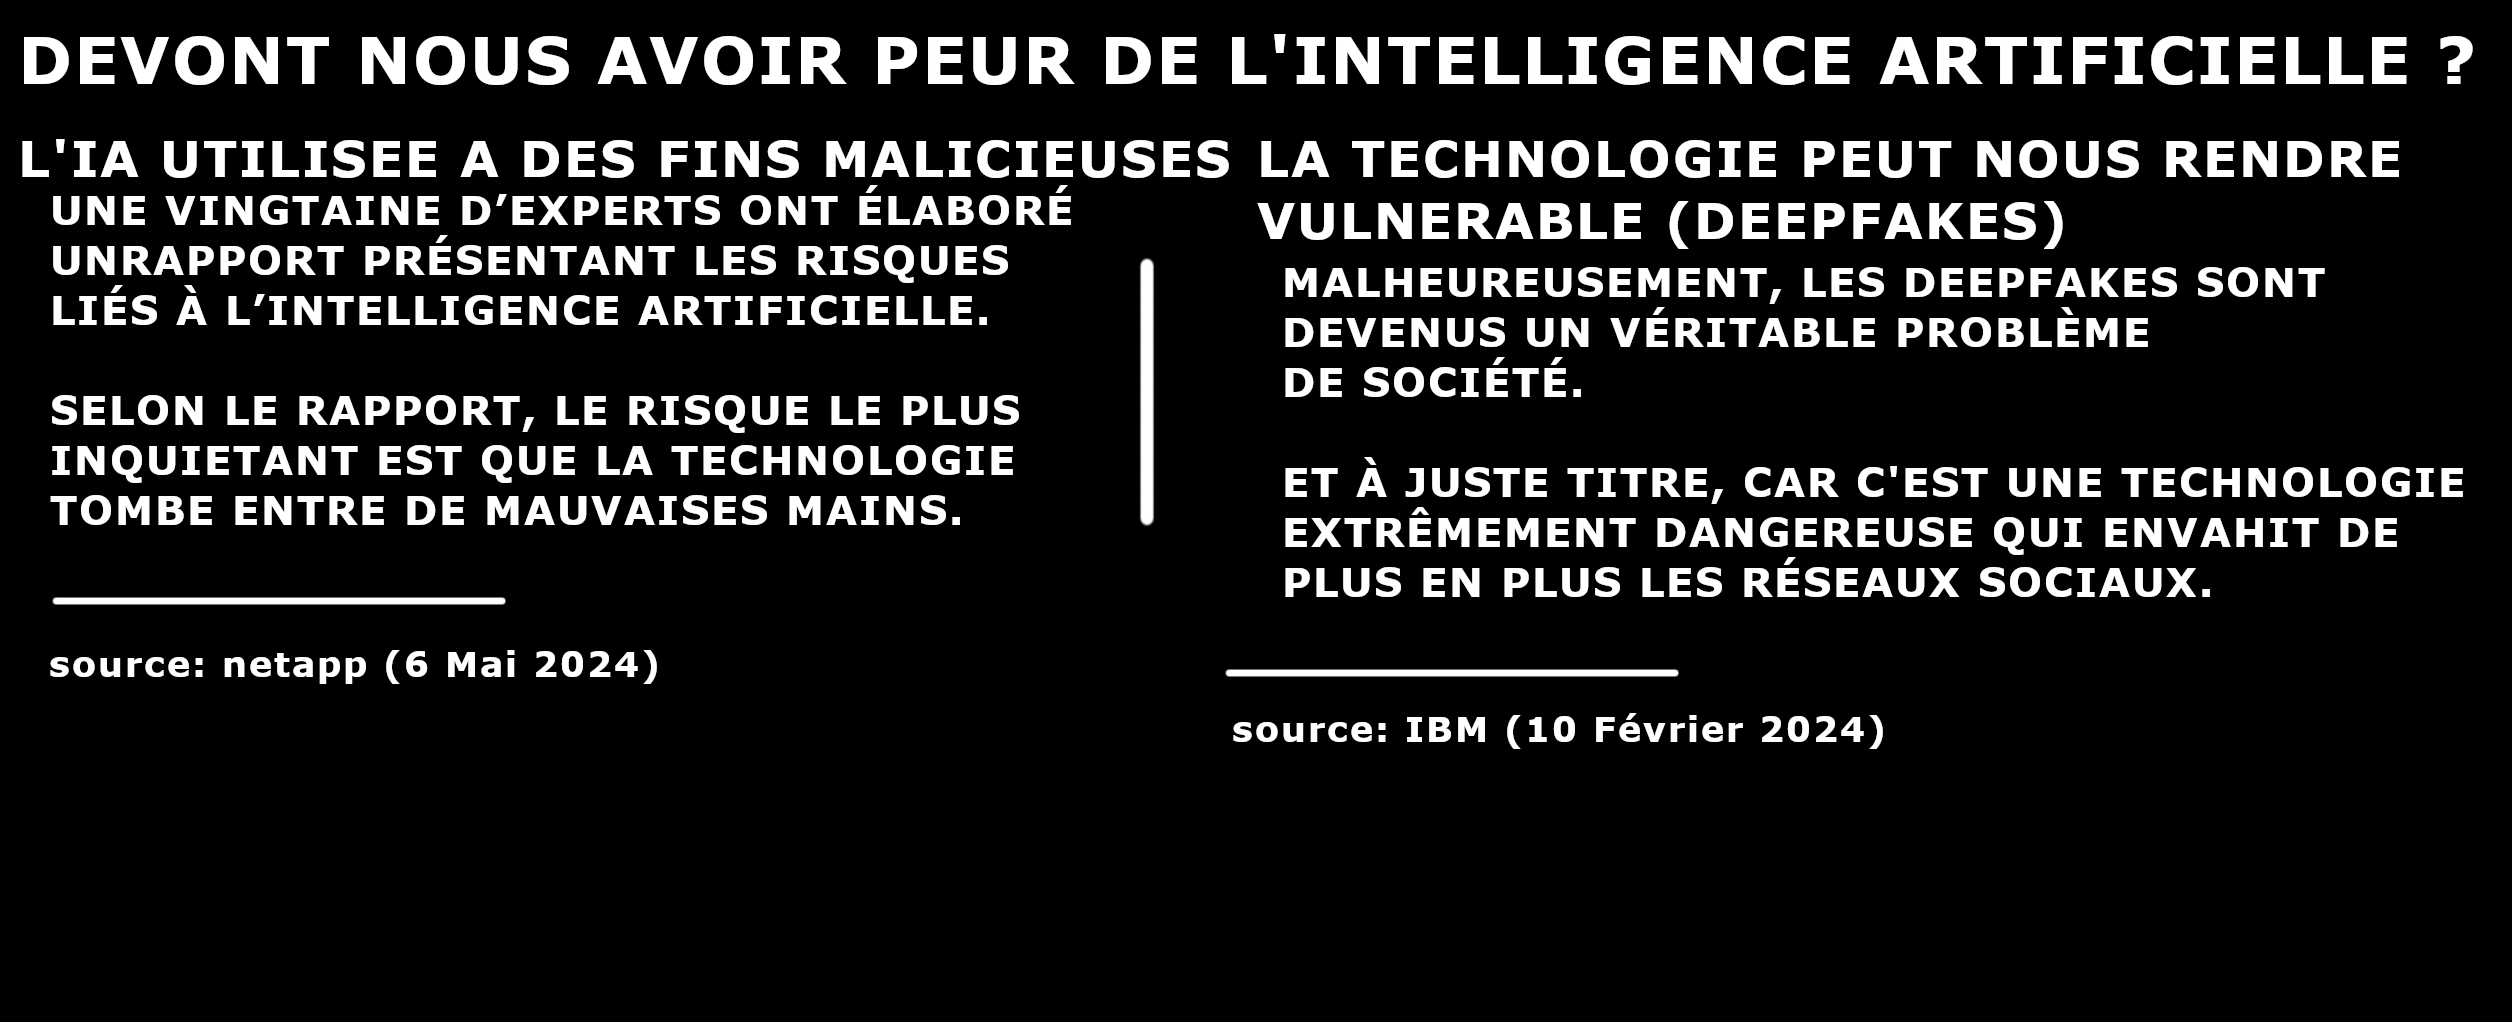 DEVONT NOUS AVOIR PEUR DE L'INTELLIGENCE ARTIFICIELLE ?
L'IA UTILISEE A DES FINS MALICIEUSES
UNE VINGTAINE D’EXPERTS ONT ÉLABORÉ
UNRAPPORT PRÉSENTANT LES RISQUES
LIÉS À L’INTELLIGENCE ARTIFICIELLE.
SELON LE RAPPORT, LE RISQUE LE PLUS
INQUIETANT EST QUE LA TECHNOLOGIE
TOMBE ENTRE DE MAUVAISES MAINS.
source: netapp (6 Mai 2024)
LA TECHNOLOGIE PEUT NOUS RENDRE
VULNERABLE (DEEPFAKES)
MALHEUREUSEMENT, LES DEEPFAKES SONT
DEVENUS UN VÉRITABLE PROBLÈME
DE SOCIÉTÉ.
ET À JUSTE TITRE, CAR C'EST UNE TECHNOLOGIE
EXTRÊMEMENT DANGEREUSE QUI ENVAHIT DE
PLUS EN PLUS LES RÉSEAUX SOCIAUX.
source: IBM (10 Février 2024)